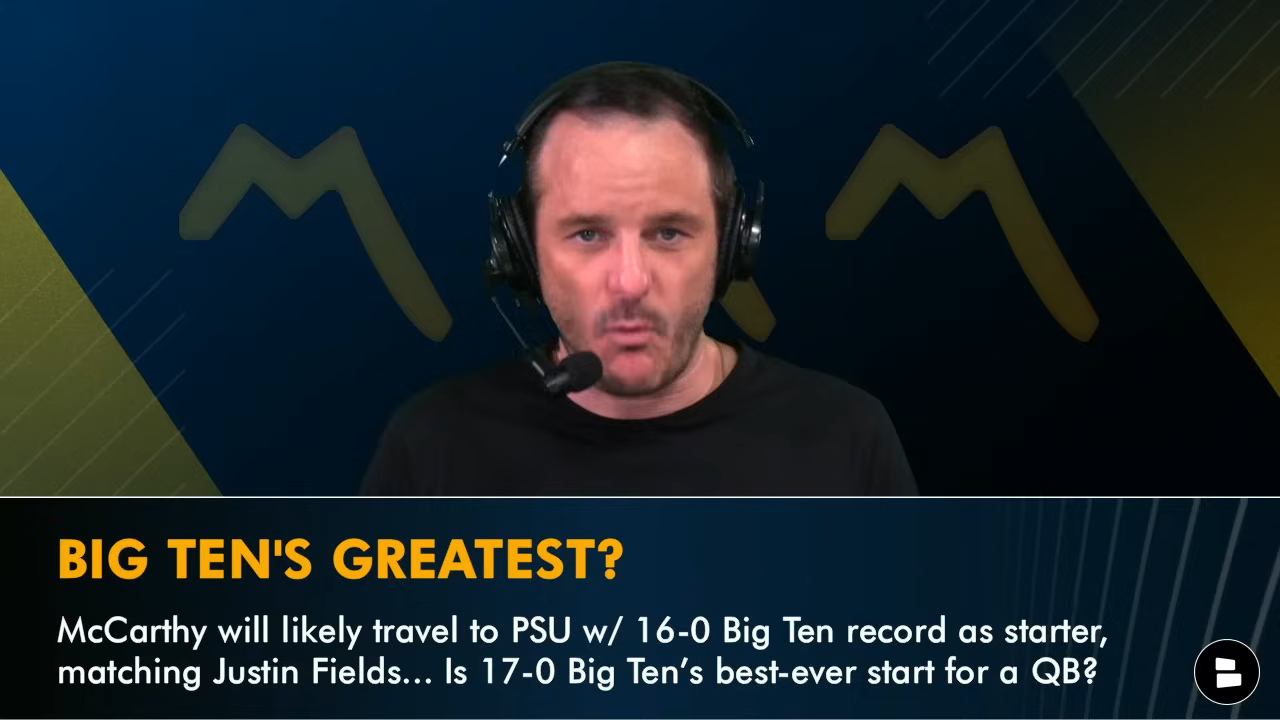 BIG TEN'S GREATEST?
McCarthy will likely travel to PSU w/ 16-0 Big Ten record as starter,
matching Justin Fields... Is 17-0 Big Ten’s best-ever start for a QB?